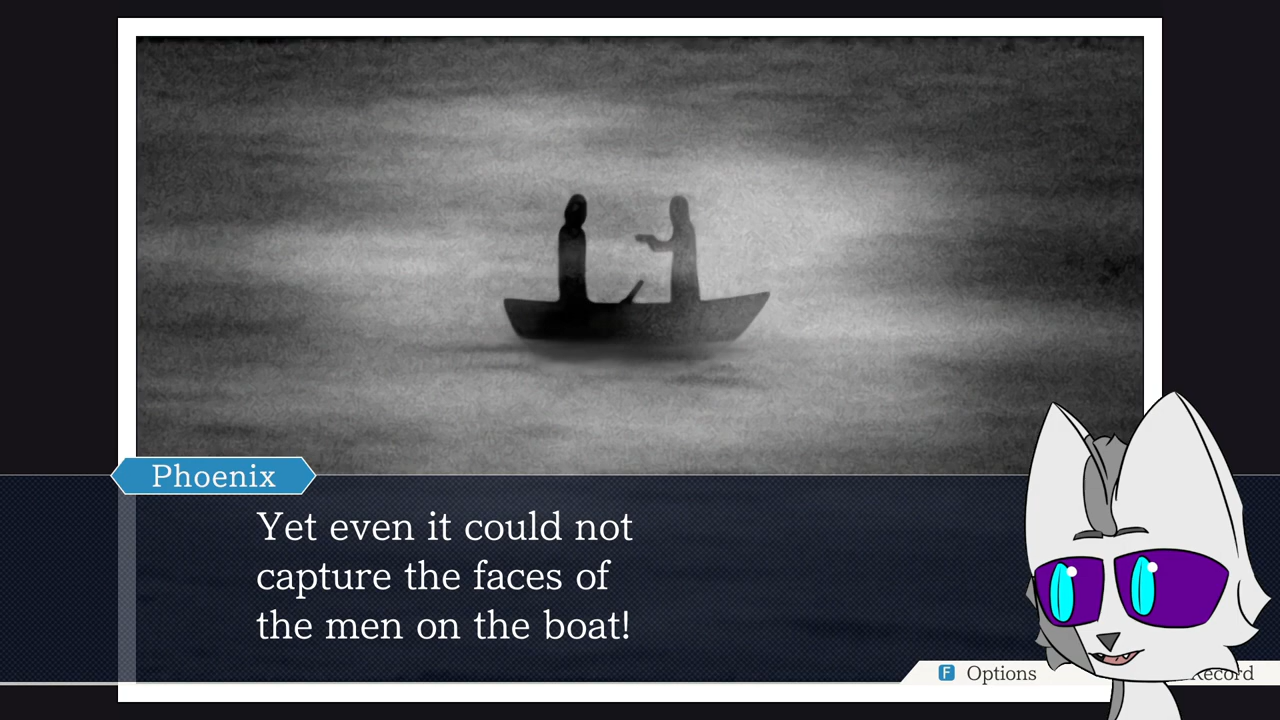 Phoenix
Yet even it could not
capture the faces of
the men on the boat!
F Options
Record